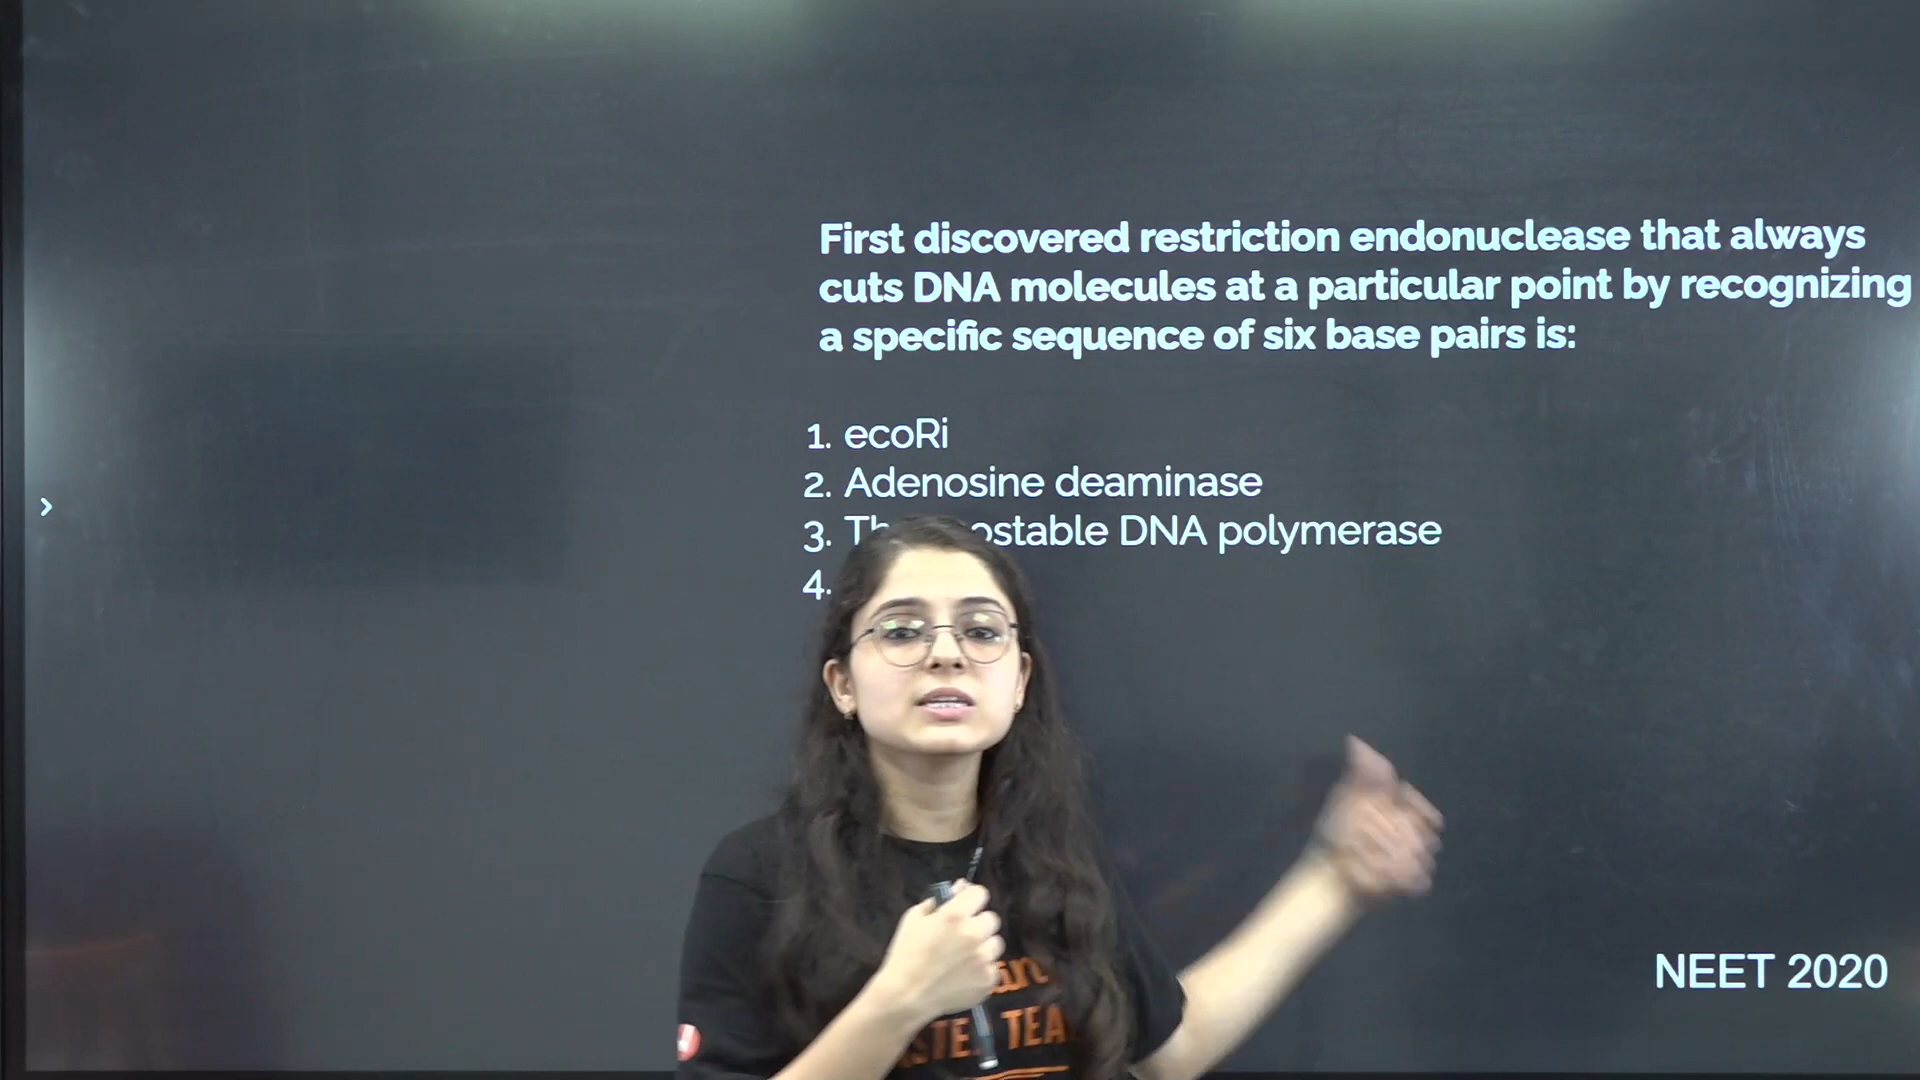 First discovered restriction endonuclease that always
cuts DNA molecules at a particular point by recognizing
a specific sequence of six base pairs is:
1. ecoRi
2. Adenosine deaminase
3. DNA polymerase
4.
TEA
NEET 2020